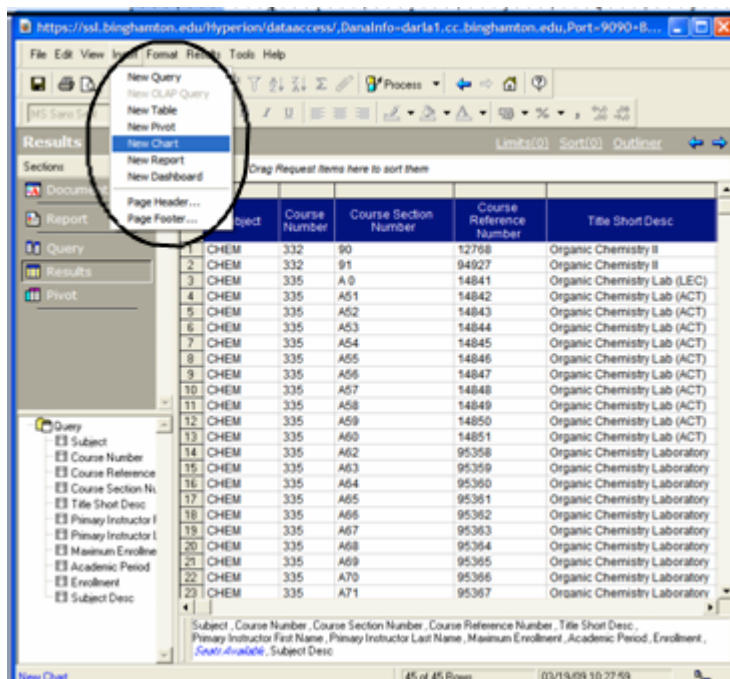 https://ssl.binghamton.edu/Hyperion/dataaccess/,DanaInfo=darla1.cc.binghamton.edu,Port=9090+B...
File Edit View Insert Format Results Tools Help
New Query
New OLAP Query
New Table
New Pivot
New Chart
New Report
New Dashboard
Page Header...
Page Footer...
Process
MS Sans
Results
Limits(0) Sort(0) Outliner
Sections
Drag Request Items here to sort them
Document
Report
Query
Results
Pivot
Subject Course Number Course Section Number Course Reference Number Title Short Desc
1 CHEM 332 90 12768 Organic Chemistry II
2 CHEM 332 91 94927 Organic Chemistry II
3 CHEM 335 A 0 14841 Organic Chemistry Lab (LEC)
4 CHEM 335 A51 14842 Organic Chemistry Lab (ACT)
5 CHEM 335 A52 14843 Organic Chemistry Lab (ACT)
6 CHEM 335 A53 14844 Organic Chemistry Lab (ACT)
7 CHEM 335 A54 14845 Organic Chemistry Lab (ACT)
8 CHEM 335 A55 14846 Organic Chemistry Lab (ACT)
9 CHEM 335 A56 14847 Organic Chemistry Lab (ACT)
10 CHEM 335 A57 14848 Organic Chemistry Lab (ACT)
11 CHEM 335 A58 14849 Organic Chemistry Lab (ACT)
12 CHEM 335 A59 14850 Organic Chemistry Lab (ACT)
13 CHEM 335 A60 14851 Organic Chemistry Lab (ACT)
14 CHEM 335 A62 95358 Organic Chemistry Laboratory
15 CHEM 335 A63 95359 Organic Chemistry Laboratory
16 CHEM 335 A64 95360 Organic Chemistry Laboratory
17 CHEM 335 A65 95361 Organic Chemistry Laboratory
18 CHEM 335 A66 95362 Organic Chemistry Laboratory
19 CHEM 335 A67 95363 Organic Chemistry Laboratory
20 CHEM 335 A68 95364 Organic Chemistry Laboratory
21 CHEM 335 A69 95365 Organic Chemistry Laboratory
22 CHEM 335 A70 95366 Organic Chemistry Laboratory
23 CHEM 335 A71 95367 Organic Chemistry Laboratory
Query
Subject
Course Number
Course Reference
Course Section Nu
Title Short Desc
Primary Instructor F
Primary Instructor L
Maximum Enrollme
Academic Period
Enrollment
Subject Desc
Subject , Course Number , Course Section Number , Course Reference Number , Title Short Desc ,
Primary Instructor First Name , Primary Instructor Last Name , Maximum Enrollment , Academic Period , Enrollment ,
Seats Available , Subject Desc
New Chart
45 of 45 Rows
03/19/09 10:27:59